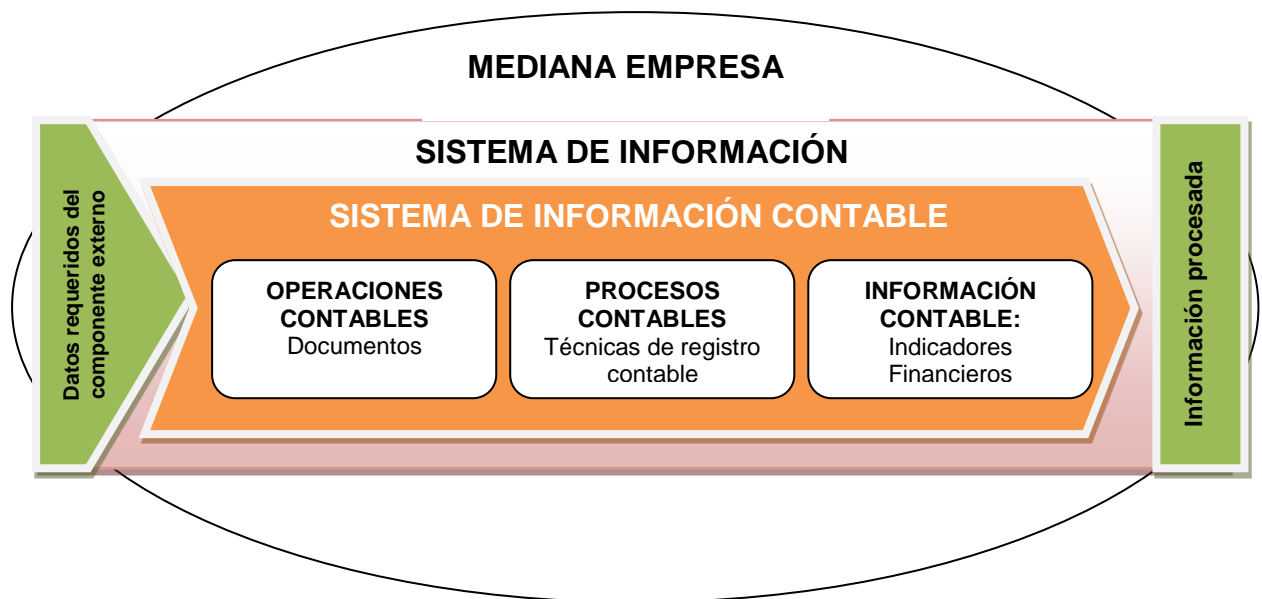 MEDIANA EMPRESA
SISTEMA DE INFORMACIÓN
Datos requeridos del
componente externo
SISTEMA DE INFORMACIÓN CONTABLE
OPERACIONES
CONTABLES
Documentos
PROCESOS
CONTABLES
Técnicas de registro
contable
INFORMACIÓN
CONTABLE:
Indicadores
Financieros
Información procesada